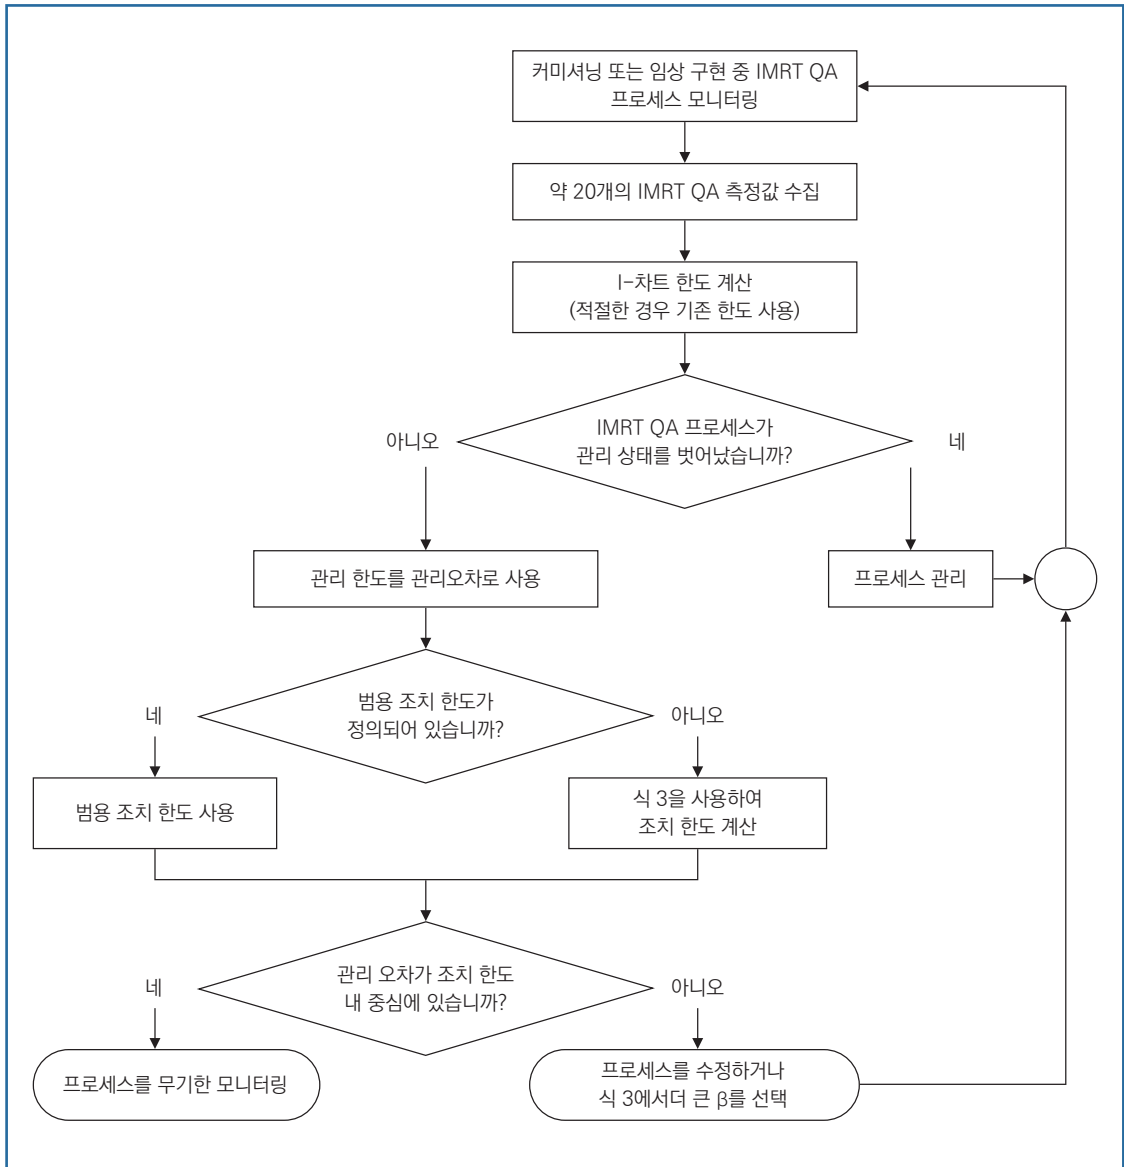 커미셔닝 또는 임상 구현 중 IMRT QA
프로세스 모니터링
약 20개의 IMRT QA 측정값 수집
I-차트 한도 계산
(적절한 경우 기존 한도 사용)
IMRT QA 프로세스가
관리 상태를 벗어났습니까?
아니오
네
관리 한도를 관리오차로 사용
프로세스 관리
범용 조치 한도가
정의되어 있습니까?
네
아니오
범용 조치 한도 사용
식 3을 사용하여
조치 한도 계산
관리 오차가 조치 한도
내 중심에 있습니까?
네
아니오
프로세스를 무기한 모니터링
프로세스를 수정하거나
식 3에서더 큰 β를 선택